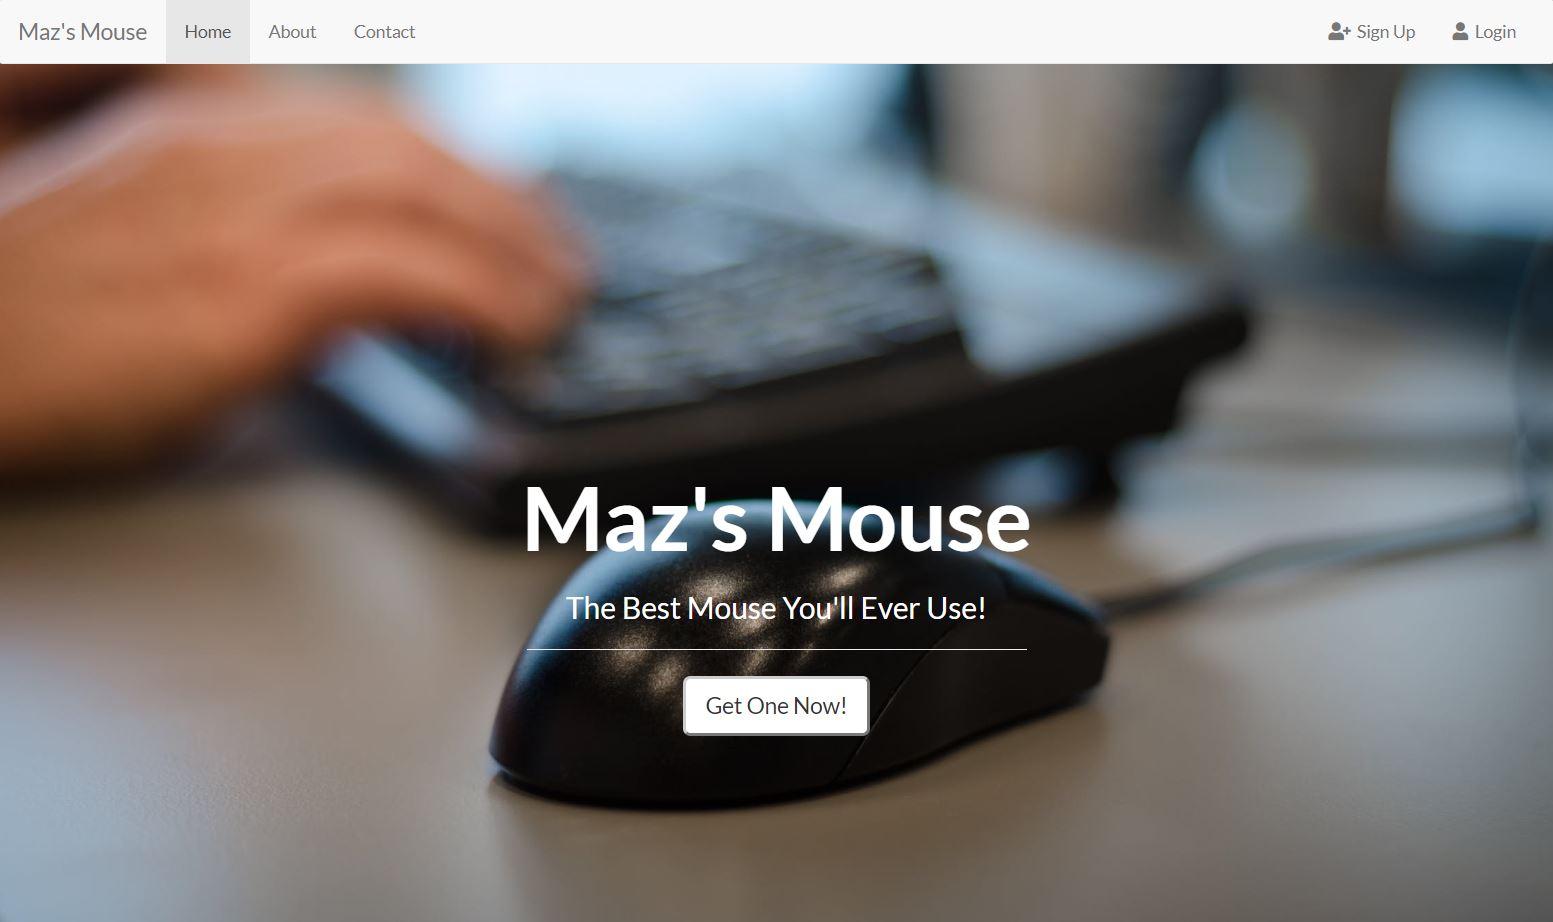 Maz's Mouse
Home
About
Contact
Sign Up
Login
Maz's Mouse
The Best Mouse You'll Ever Use!
Get One Now!